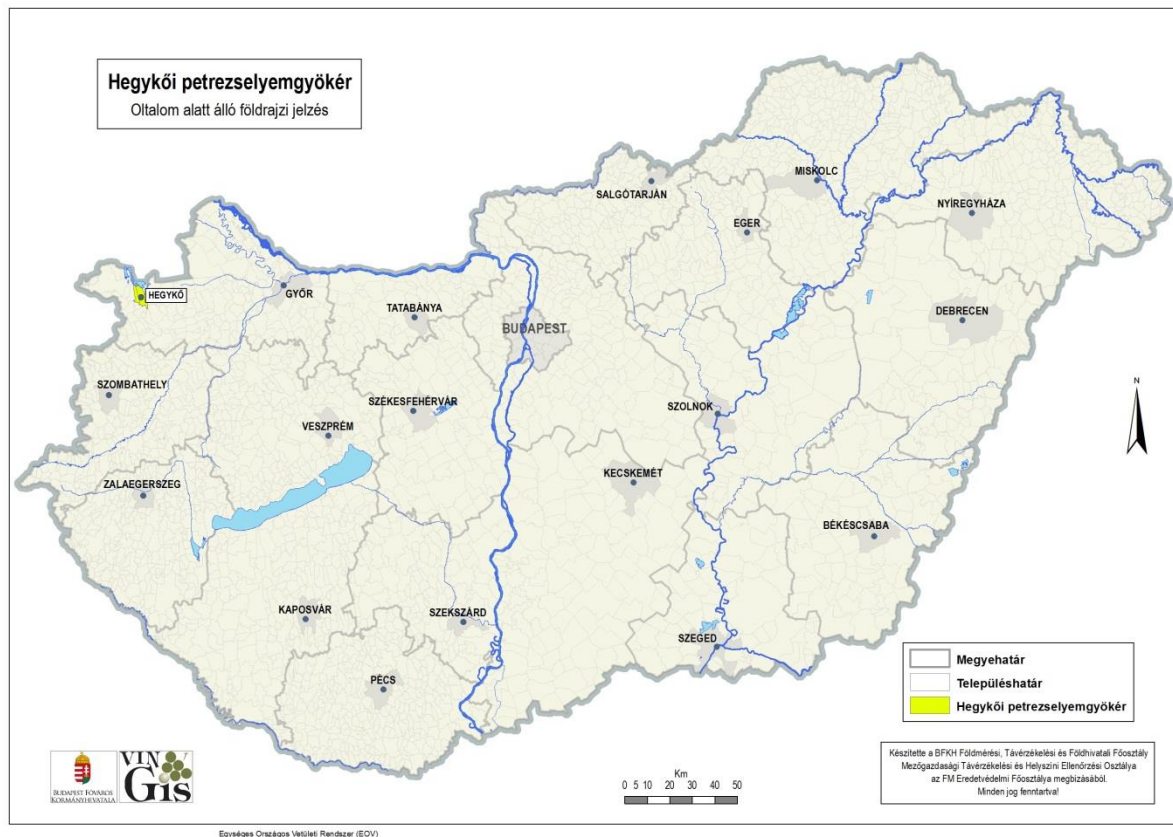 Hegykői petrezselyemgyökér
Oltalom alatt álló földrajzi jelzés
MISKOLC
SALGÓTARJÁN
NYÍREGYHÁZA
EGER
HEGYKŐ
GYŐR
TATABÁNYA
BUDAPEST
DEBRECEN
SZOMBATHELY
SZÉKESFEHÉRVÁR
SZOLNOK
VESZPRÉM
N
KECSKEMÉT
ZALAEGERSZEG
BÉKÉSCSABA
KAPOSVÁR
SZEKSZÁRD
SZEGED
PÉCS
Megyehatár
Településhatár
Hegykői petrezselyemgyökér
BUDAPEST FŐVÁROS
KORMÁNYHIVATALA
VIN
GIS
Km
0 5 10 20 30 40 50
Készítette a BFKH Földmérési, Távérzékelési és Földhivatali Főosztály
Mezőgazdasági Távérzékelési és Helyszíni Ellenőrzési Osztálya
az FM Eredetvédelmi Főosztálya megbízásából.
Minden jog fenntartva!
Egységes Országos Vetületi Rendszer (EOV)